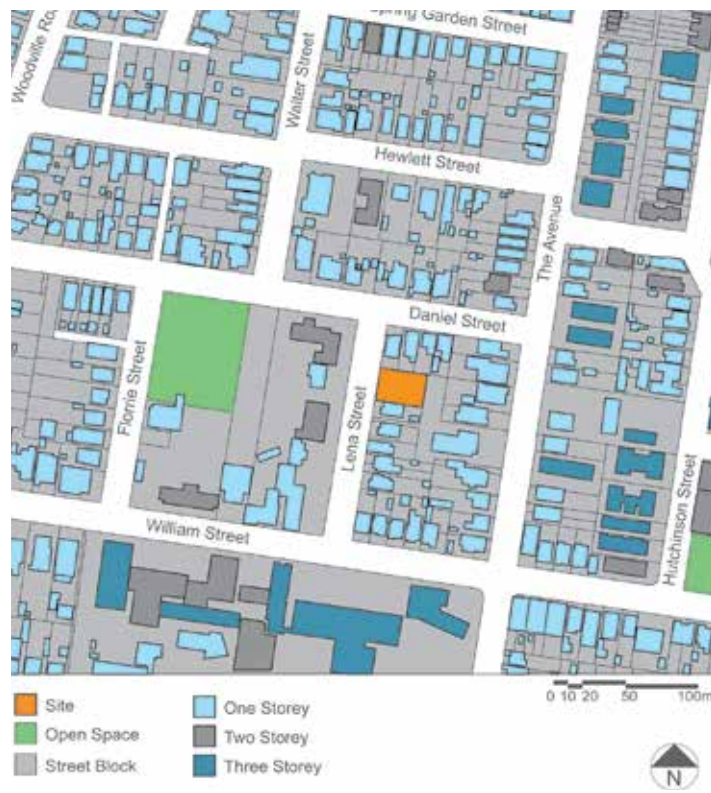 Spring Garden Street
Woodville Roa
Walter Street
Hewlett Street
The Avenue
Daniel Street
Florrie Street
Lena Street
William Street
Hutchinson Street
0 10 20 50 100m
Site
Open Space
Street Block
One Storey
Two Storey
Three Storey
N